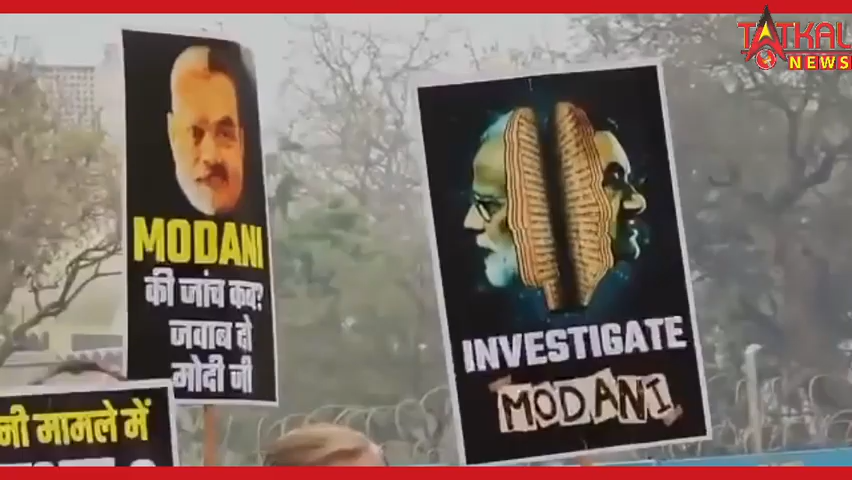 TATKAL
NEWS
MODANI
की जांच कब?
जवाब दो
मोदी जी
INVESTIGATE
MODANI
नी मामले में